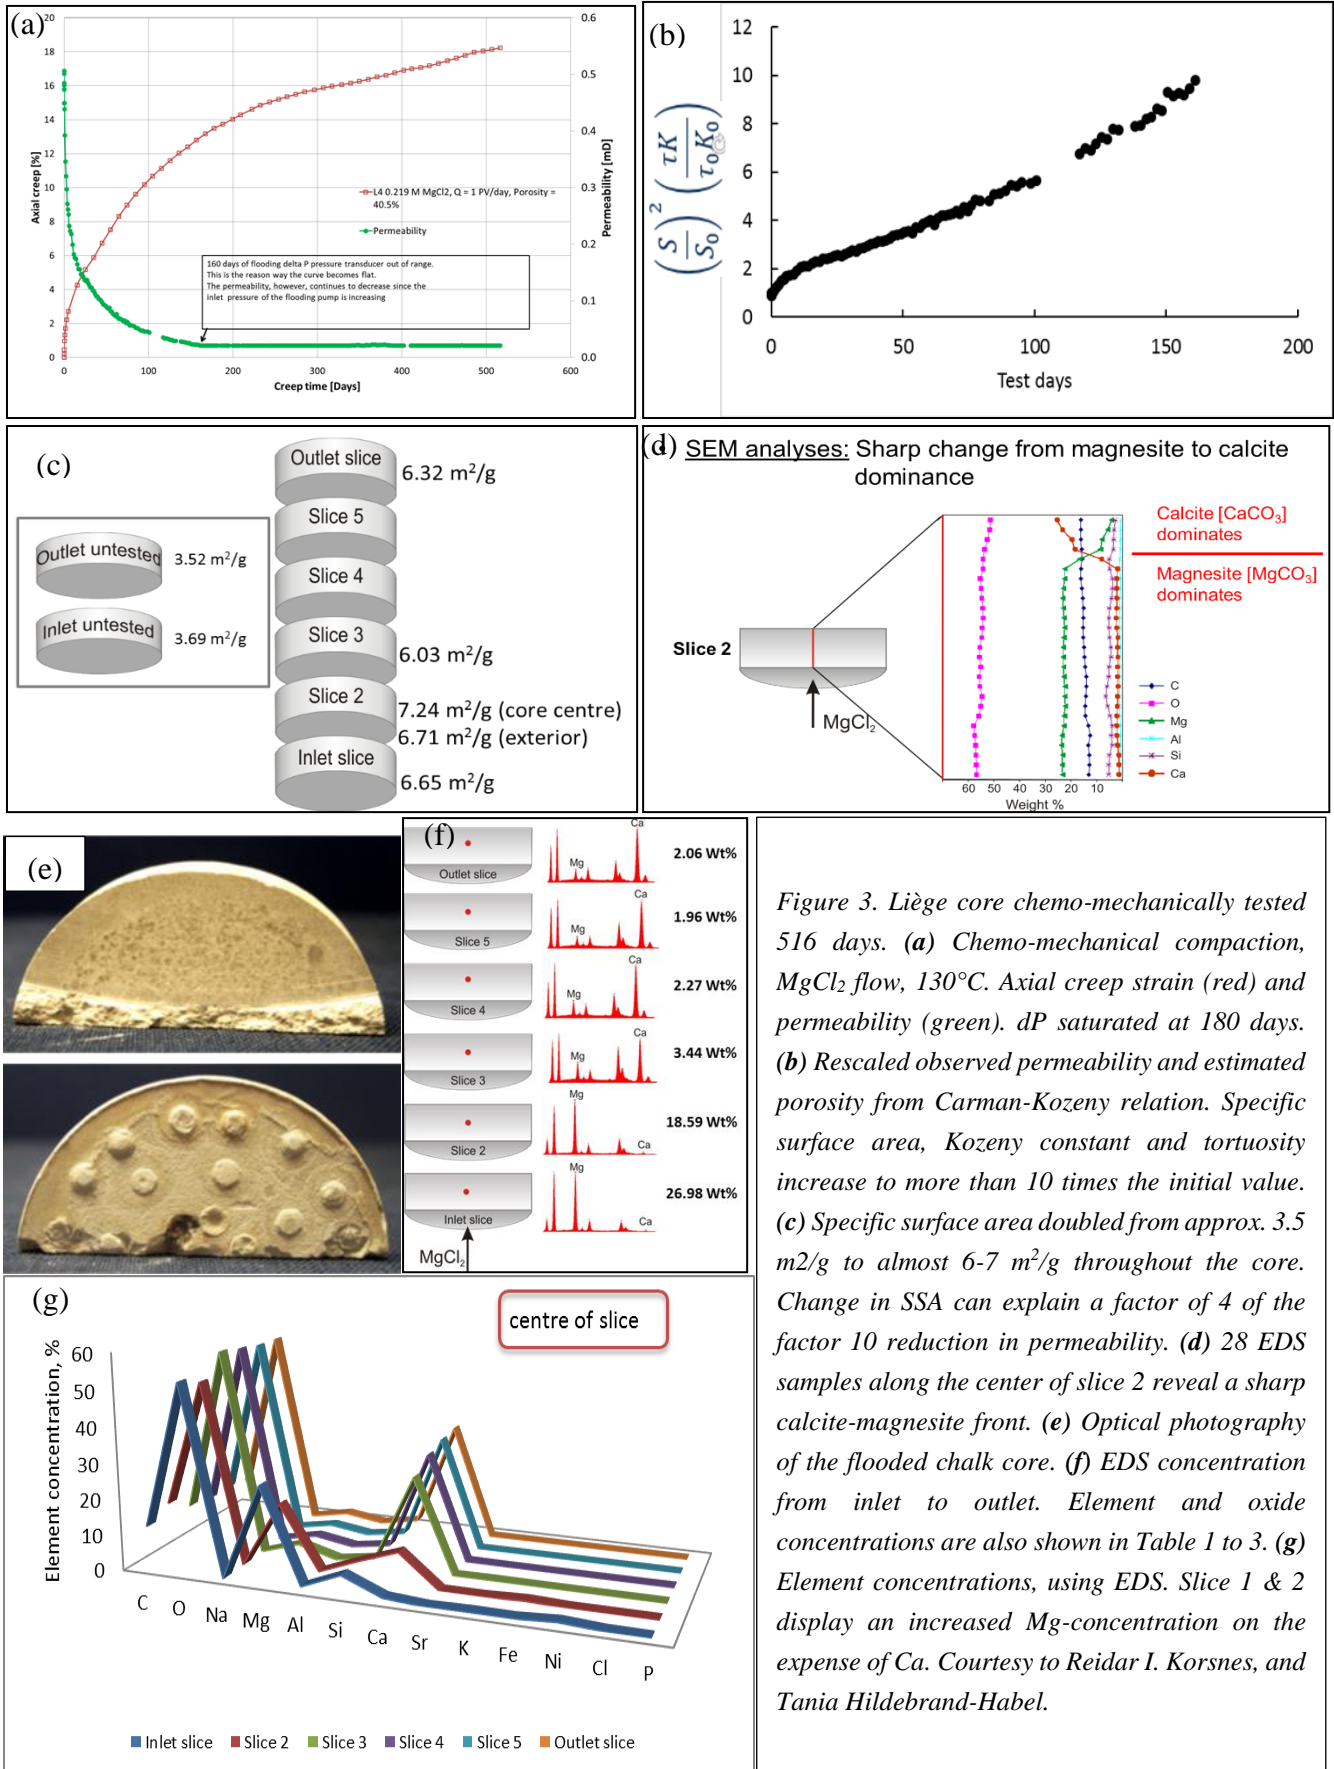 (a)
20
18
16
14
12
10
8
6
4
2
0
Axial creep [%]
0.6
0.5
0.4
0.3
0.2
0.1
0.0
Permeability [mD]
L4 0.219 M MgCl2, Q = 1 PV/day, Porosity =
40.5%
Permeability
160 days of flooding delta P pressure transducer out of range.
This is the reason way the curve becomes flat.
The permeability, however, continues to decrease since the
inlet pressure of the flooding pump is increasing
0 100 200 300 400 500 600
Creep time [Days]
(b)
(S/S₀)² (τK/τ₀K₀)
12
10
8
6
4
2
0
0 50 100 150 200
Test days
(c)
Outlet untested 3.52 m²/g
Inlet untested 3.69 m²/g
Outlet slice 6.32 m²/g
Slice 5
Slice 4
Slice 3 6.03 m²/g
Slice 2 7.24 m²/g (core centre)
6.71 m²/g (exterior)
Inlet slice 6.65 m²/g
(d)
SEM analyses: Sharp change from magnesite to calcite
dominance
Calcite [CaCO₃]
dominates
Magnesite [MgCO₃]
dominates
Slice 2
MgCl₂
C
O
Mg
Al
Si
Ca
60 50 40 30 20 10
Weight %
(e)
(f)
Outlet slice Mg Ca 2.06 Wt%
Slice 5 Mg Ca 1.96 Wt%
Slice 4 Mg Ca 2.27 Wt%
Slice 3 Mg Ca 3.44 Wt%
Slice 2 Mg Ca 18.59 Wt%
Inlet slice Mg Ca 26.98 Wt%
MgCl₂
(g)
centre of slice
Element concentration, %
60
50
40
30
20
10
0
C O Na Mg Al Si Ca Sr K Fe Ni Cl P
Inlet slice Slice 2 Slice 3 Slice 4 Slice 5 Outlet slice
Figure 3. Liège core chemo-mechanically tested
516 days. (a) Chemo-mechanical compaction,
MgCl₂ flow, 130°C. Axial creep strain (red) and
permeability (green). dP saturated at 180 days.
(b) Rescaled observed permeability and estimated
porosity from Carman-Kozeny relation. Specific
surface area, Kozeny constant and tortuosity
increase to more than 10 times the initial value.
(c) Specific surface area doubled from approx. 3.5
m2/g to almost 6-7 m²/g throughout the core.
Change in SSA can explain a factor of 4 of the
factor 10 reduction in permeability. (d) 28 EDS
samples along the center of slice 2 reveal a sharp
calcite-magnesite front. (e) Optical photography
of the flooded chalk core. (f) EDS concentration
from inlet to outlet. Element and oxide
concentrations are also shown in Table 1 to 3. (g)
Element concentrations, using EDS. Slice 1 & 2
display an increased Mg-concentration on the
expense of Ca. Courtesy to Reidar I. Korsnes, and
Tania Hildebrand-Habel.